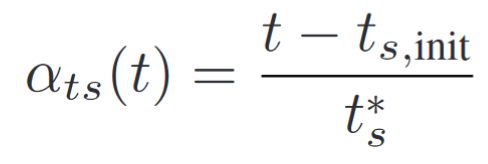 α_{ts}(t) = \frac{t - t_{s,\text{init}}}{t_s^*}